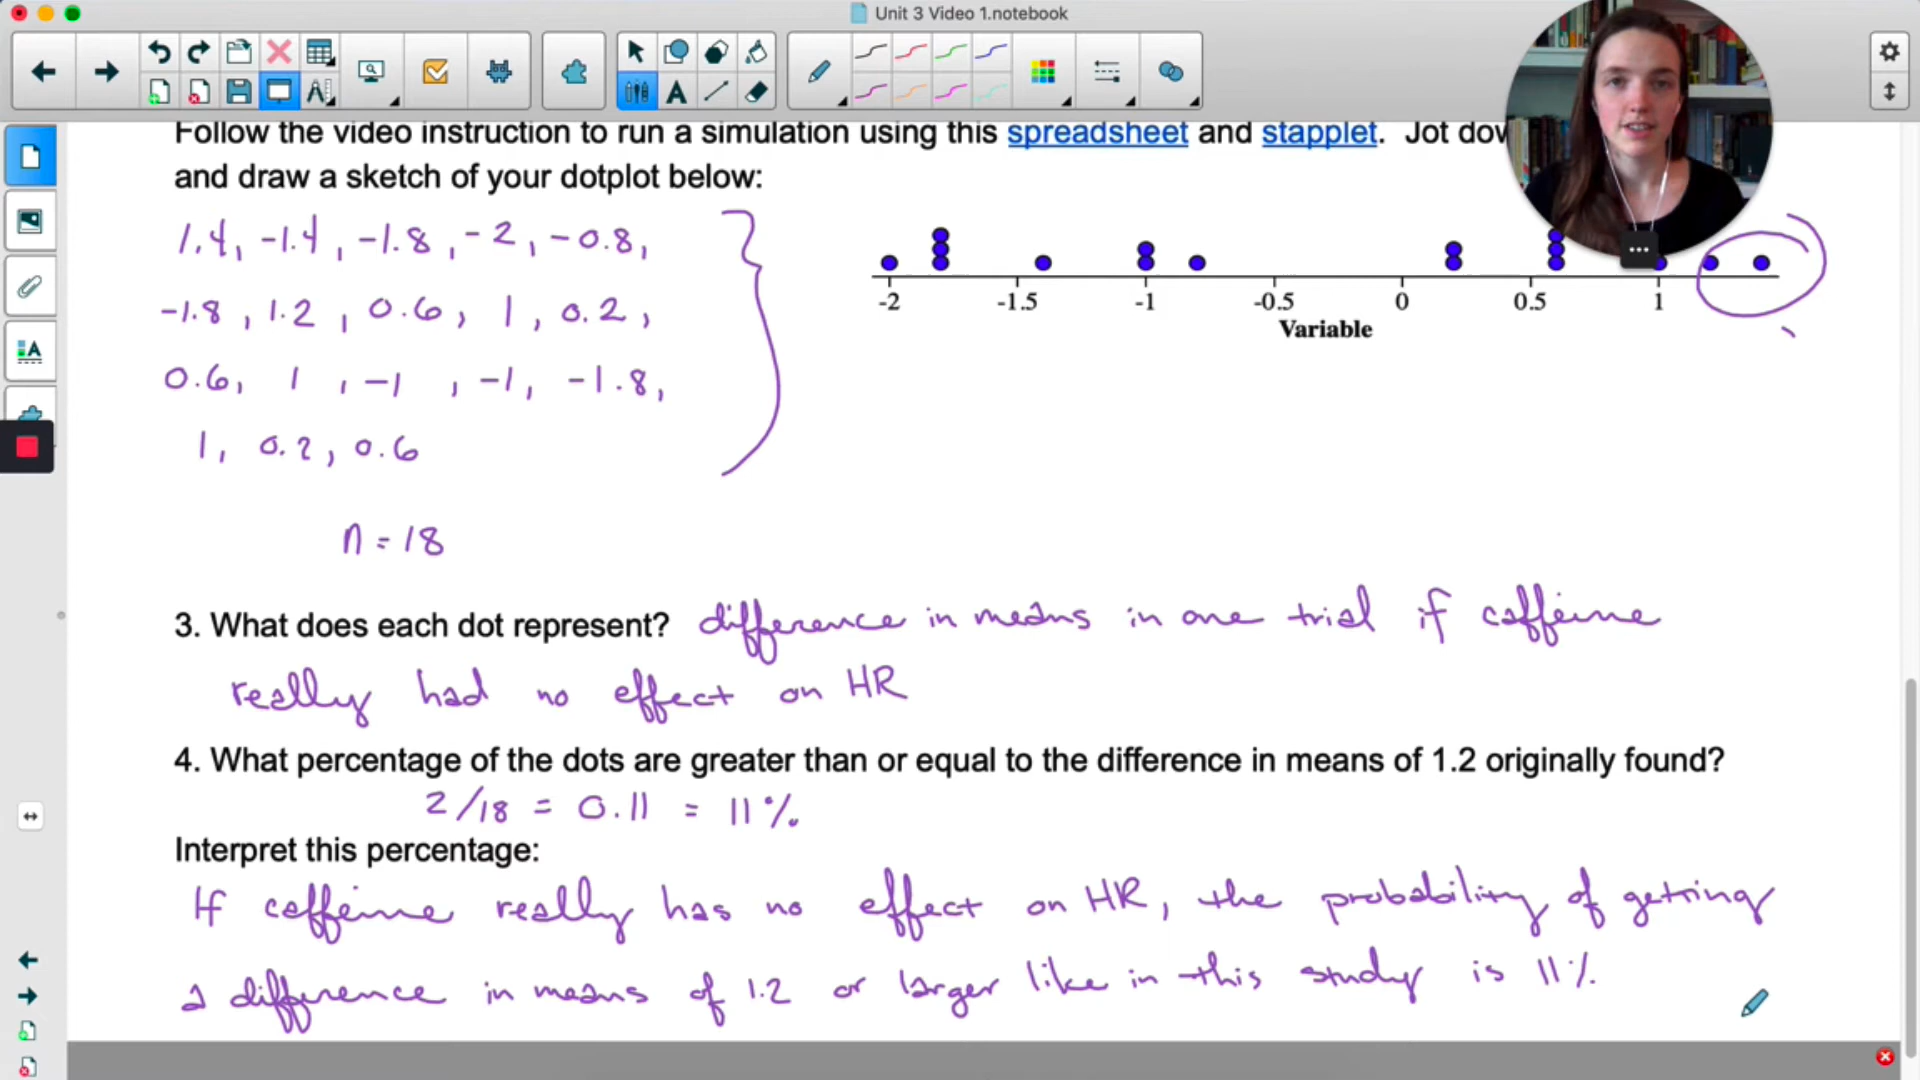 Unit 3 Video 1.notebook
Follow the video instruction to run a simulation using this spreadsheet and stapplet. Jot
and draw a sketch of your dotplot below:
1.4, -1.4, -1.8, -2, -0.8,
-1.8, 1.2, 0.6, 1, 0.2,
0.6, 1, -1, -1, -1.8,
1, 0.2, 0.6
-2 -1.5 -1 -0.5 0 0.5 1
Variable
n = 18
3. What does each dot represent? difference in means in one trial if caffeine
really had no effect on HR
4. What percentage of the dots are greater than or equal to the difference in means of 1.2 originally found?
2/18 = 0.11 = 11%
Interpret this percentage:
If caffeine really has no effect on HR, the probability of getting
a difference in means of 1.2 or larger like in this study is 11%.